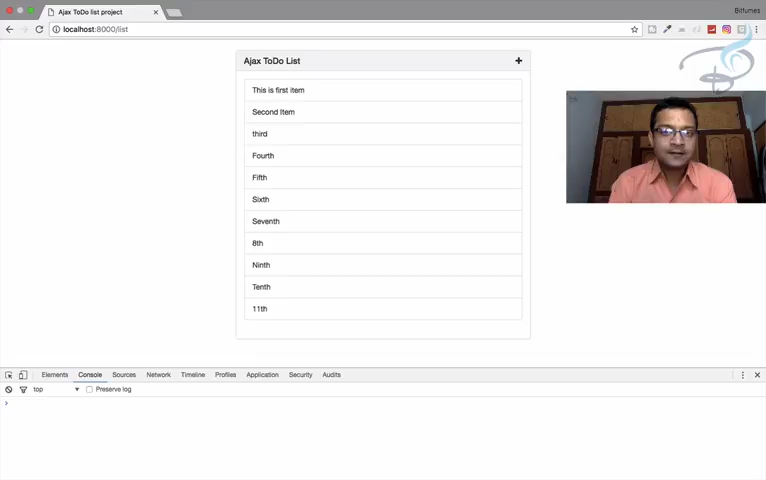 Ajax ToDo list project
Bitfumes
localhost:8000/list
Ajax ToDo List
This is first item
Second Item
third
Fourth
Fifth
Sixth
Seventh
8th
Ninth
Tenth
11th
Elements Console Sources Network Timeline Profiles Application Security Audits
top Preserve log